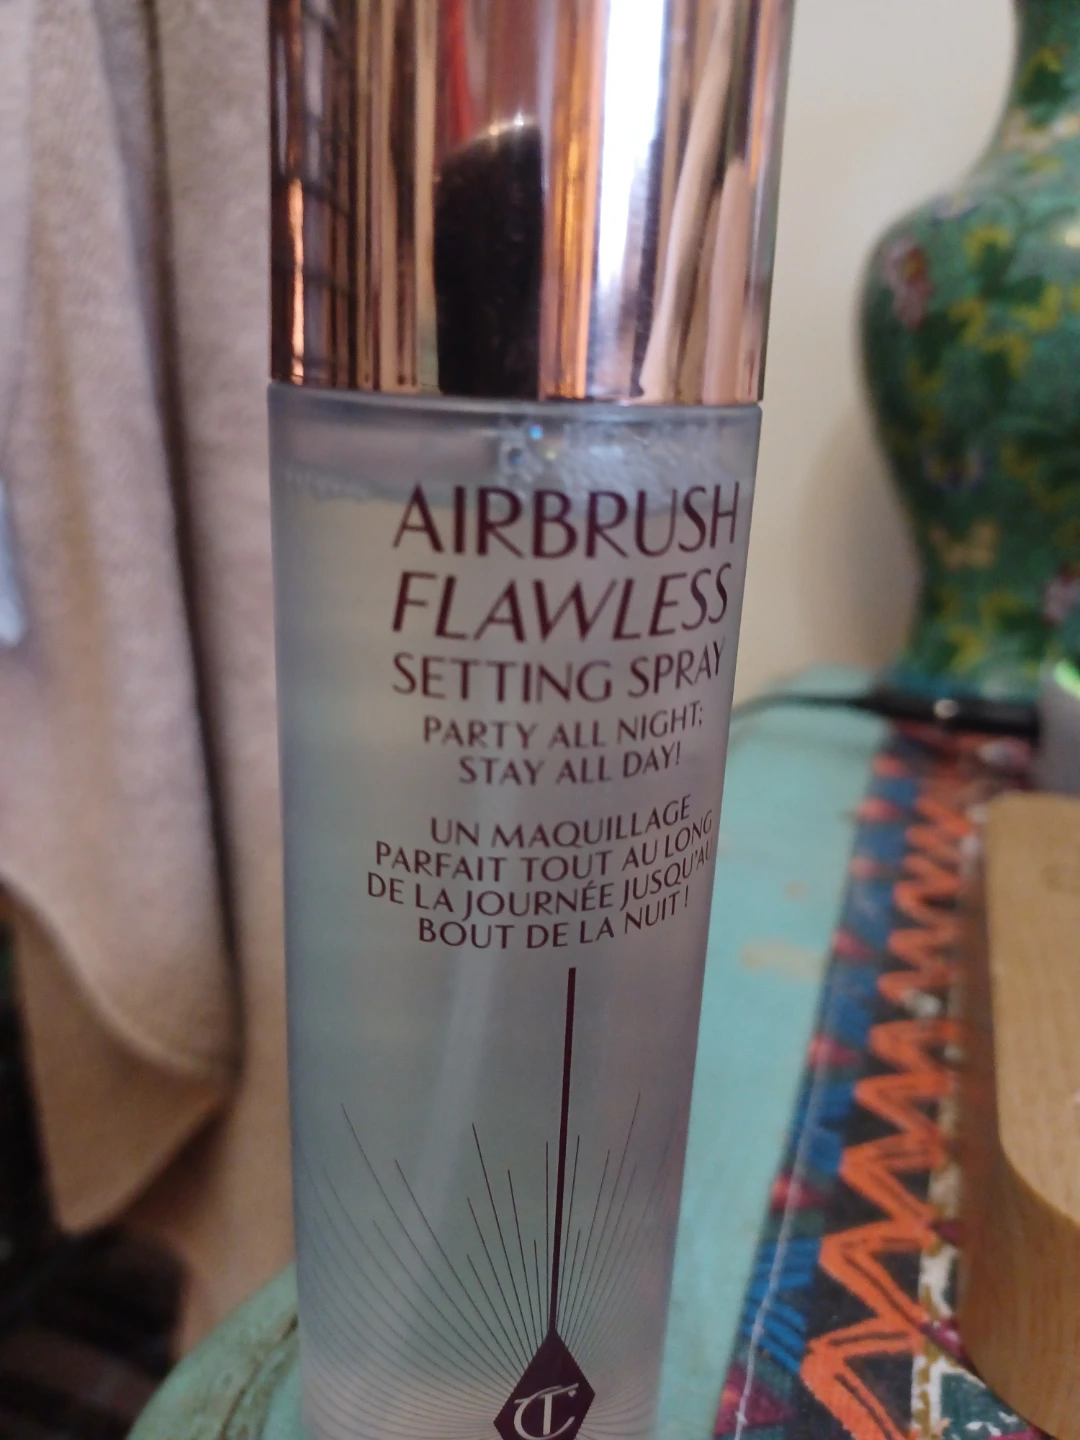 AIRBRUSH
FLAWLESS
SETTING SPRAY
PARTY ALL NIGHT;
STAY ALL DAY!
UN MAQUILLAGE
PARFAIT TOUT AU LONG
DE LA JOURNÉE JUSQU'AU
BOUT DE LA NUIT !
CT